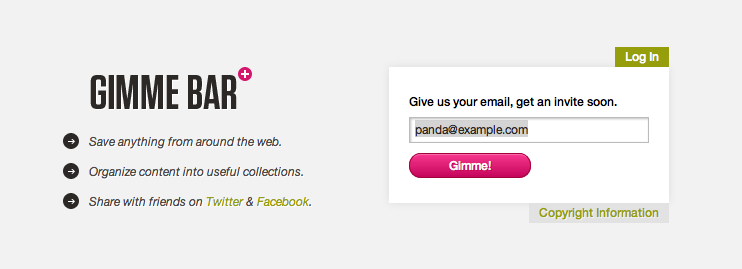 GIMME BAR
Save anything from around the web.
Organize content into useful collections.
Share with friends on Twitter & Facebook.
Log In
Give us your email, get an invite soon.
panda@example.com
Gimme!
Copyright Information